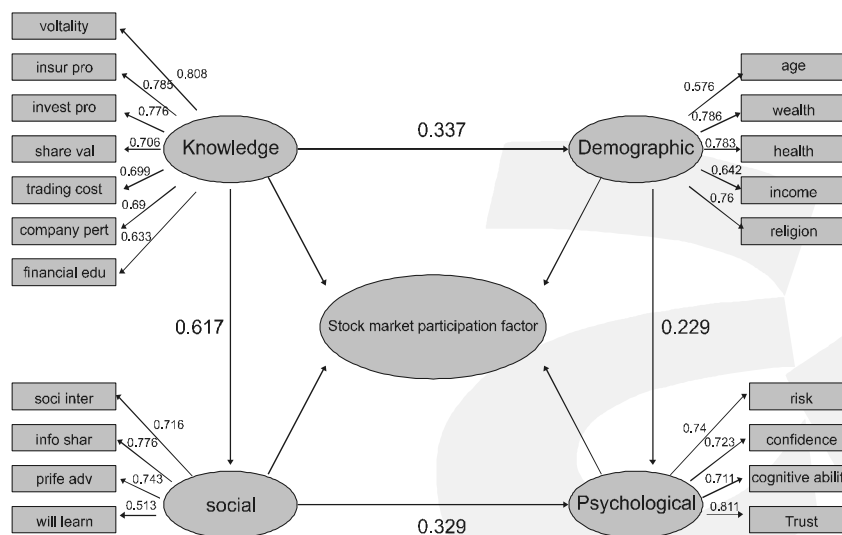 voltality
insur pro
invest pro
share val
trading cost
company pert
financial edu
0.808
0.785
0.776
0.706
0.699
0.69
0.633
Knowledge
0.337
Demographic
0.576
0.786
0.783
0.642
0.76
age
wealth
health
income
religion
0.617
Stock market participation factor
0.229
soci inter
info shar
prife adv
will learn
0.716
0.776
0.743
0.513
social
0.329
Psychological
0.74
0.723
0.711
0.811
risk
confidence
cognitive abilit
Trust